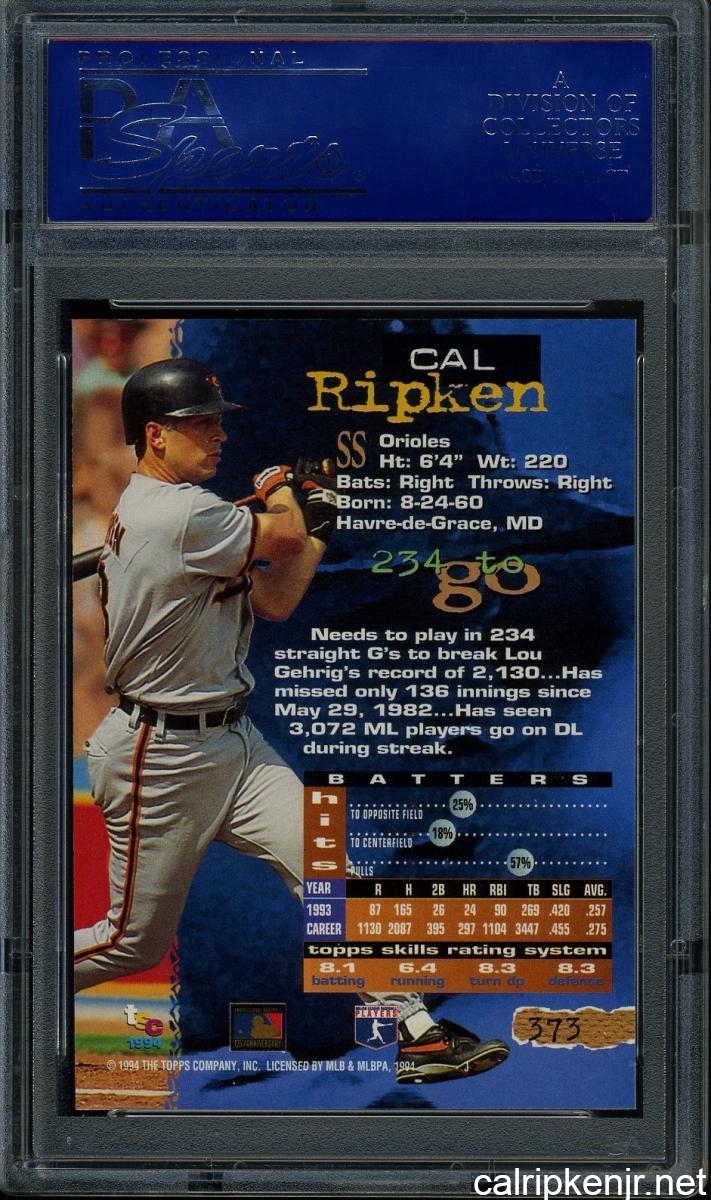 PROFESSIONAL
PSA
Sports
AUTHENTICATOR
A
DIVISION OF
COLLECTORS
UNIVERSE
CAL
Ripken
SS Orioles
Ht: 6'4" Wt: 220
Bats: Right Throws: Right
Born: 8-24-60
Havre-de-Grace, MD
234 to
go
Needs to play in 234
straight G's to break Lou
Gehrig's record of 2,130...Has
missed only 136 innings since
May 29, 1982...Has seen
3,072 ML players go on DL
during streak.
BATTERS
hits
TO OPPOSITE FIELD 25%
TO CENTERFIELD 18%
PULLS 57%
YEAR R H 2B HR RBI TB SLG AVG.
1993 87 165 26 24 90 269 .420 .257
CAREER 1130 2087 395 297 1104 3447 .455 .275
topps skills rating system
8.1 6.4 8.3 8.3
batting running turn dp defense
tsc
1994
125TH ANNIVERSARY
MAJOR LEAGUE BASEBALL
PLAYERS
373
© 1994 THE TOPPS COMPANY, INC. LICENSED BY MLB & MLBPA, 1994
calripkenjr.net